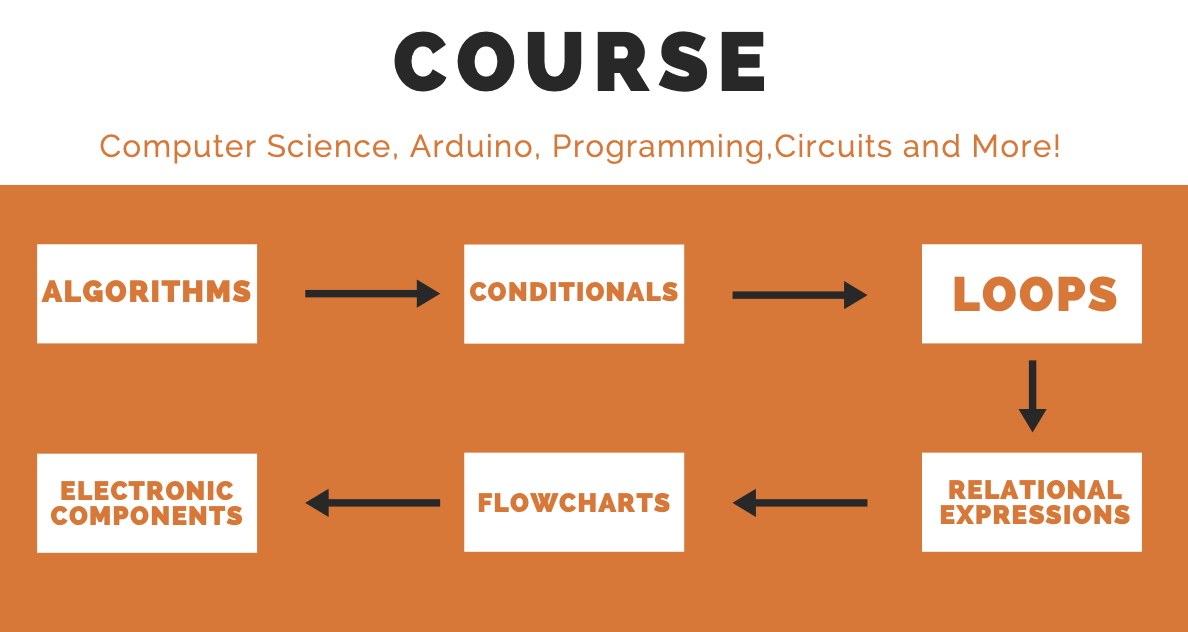 COURSE
Computer Science, Arduino, Programming,Circuits and More!
ALGORITHMS
CONDITIONALS
LOOPS
RELATIONAL
EXPRESSIONS
FLOWCHARTS
ELECTRONIC
COMPONENTS